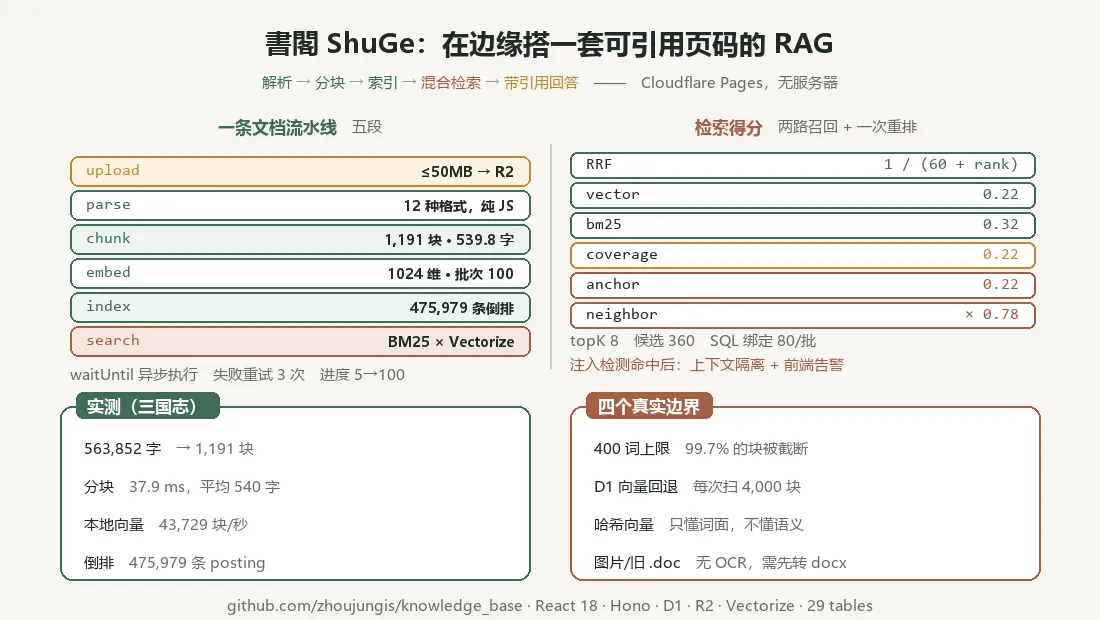 書閣 ShuGe：在边缘搭一套可引用页码的 RAG
解析 → 分块 → 索引 → 混合检索 → 带引用回答 —— Cloudflare Pages，无服务器
一条文档流水线 五段
upload ≤50MB → R2
parse 12 种格式，纯 JS
chunk 1,191 块 · 539.8 字
embed 1024 维 · 批次 100
index 475,979 条倒排
search BM25 × Vectorize
waitUntil 异步执行 失败重试 3 次 进度 5→100
检索得分 两路召回 + 一次重排
RRF 1 / (60 + rank)
vector 0.22
bm25 0.32
coverage 0.22
anchor 0.22
neighbor × 0.78
topK 8 候选 360 SQL 绑定 80/批
注入检测命中后：上下文隔离 + 前端告警
实测（三国志）
563,852 字 → 1,191 块
分块 37.9 ms，平均 540 字
本地向量 43,729 块/秒
倒排 475,979 条 posting
四个真实边界
400 词上限 99.7% 的块被截断
D1 向量回退 每次扫 4,000 块
哈希向量 只懂词面，不懂语义
图片/旧 .doc 无 OCR，需先转 docx
github.com/zhoujungis/knowledge_base · React 18 · Hono · D1 · R2 · Vectorize · 29 tables